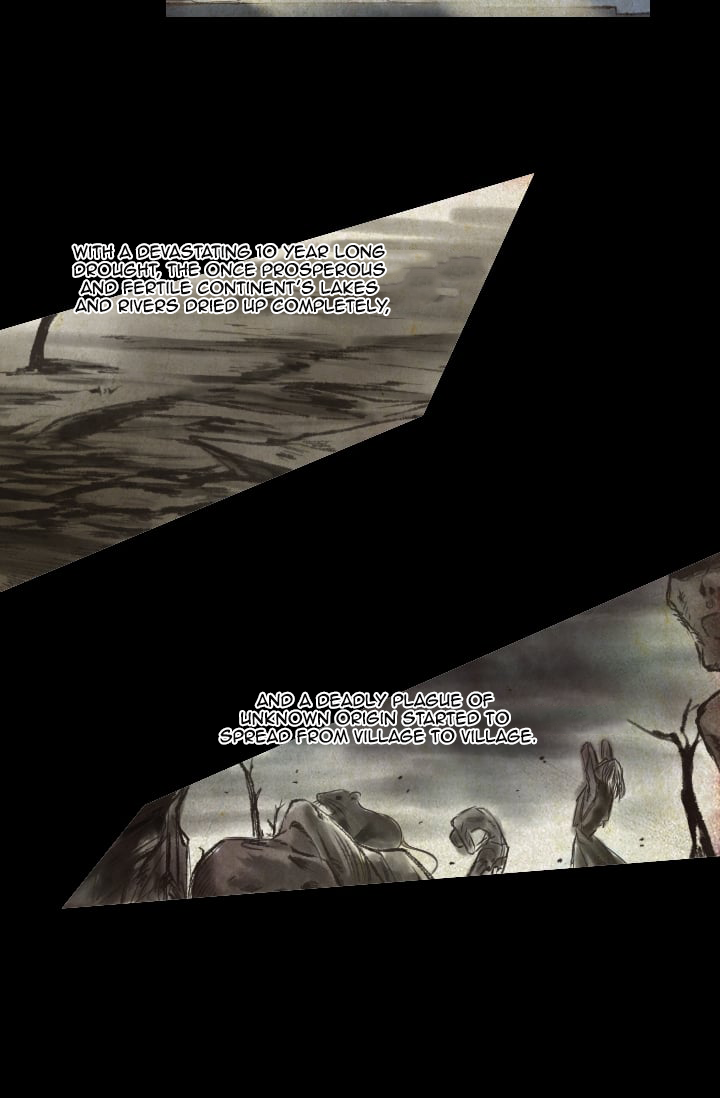 WITH A DEVASTATING 10 YEAR LONG
DROUGHT, THE ONCE PROSPEROUS
AND FERTILE CONTINENT'S LAKES
AND RIVERS DRIED UP COMPLETELY,
AND A DEADLY PLAGUE OF
UNKNOWN ORIGIN STARTED TO
SPREAD FROM VILLAGE TO VILLAGE.